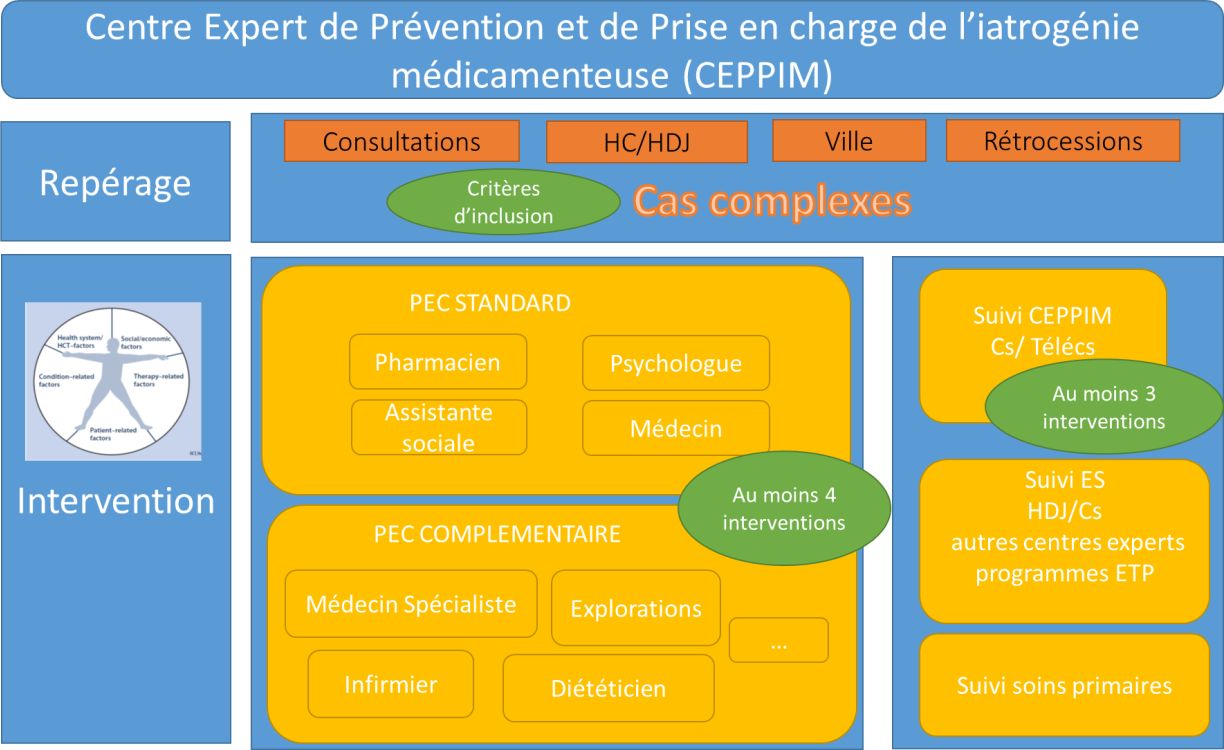 Centre Expert de Prévention et de Prise en charge de l’iatrogénie
médicamenteuse (CEPPIM)
Repérage
Consultations
HC/HDJ
Ville
Rétrocessions
Critères
d’inclusion
Cas complexes
Health system/
HCT-factors
Social/economic
factors
Condition-related
factors
Therapy-related
factors
Patient-related
factors
Intervention
PEC STANDARD
Pharmacien
Psychologue
Assistante
sociale
Médecin
Au moins 4
interventions
PEC COMPLEMENTAIRE
Médecin Spécialiste
Explorations
...
Infirmier
Diététicien
Suivi CEPPIM
Cs/ Télécs
Au moins 3
interventions
Suivi ES
HDJ/Cs
autres centres experts
programmes ETP
Suivi soins primaires